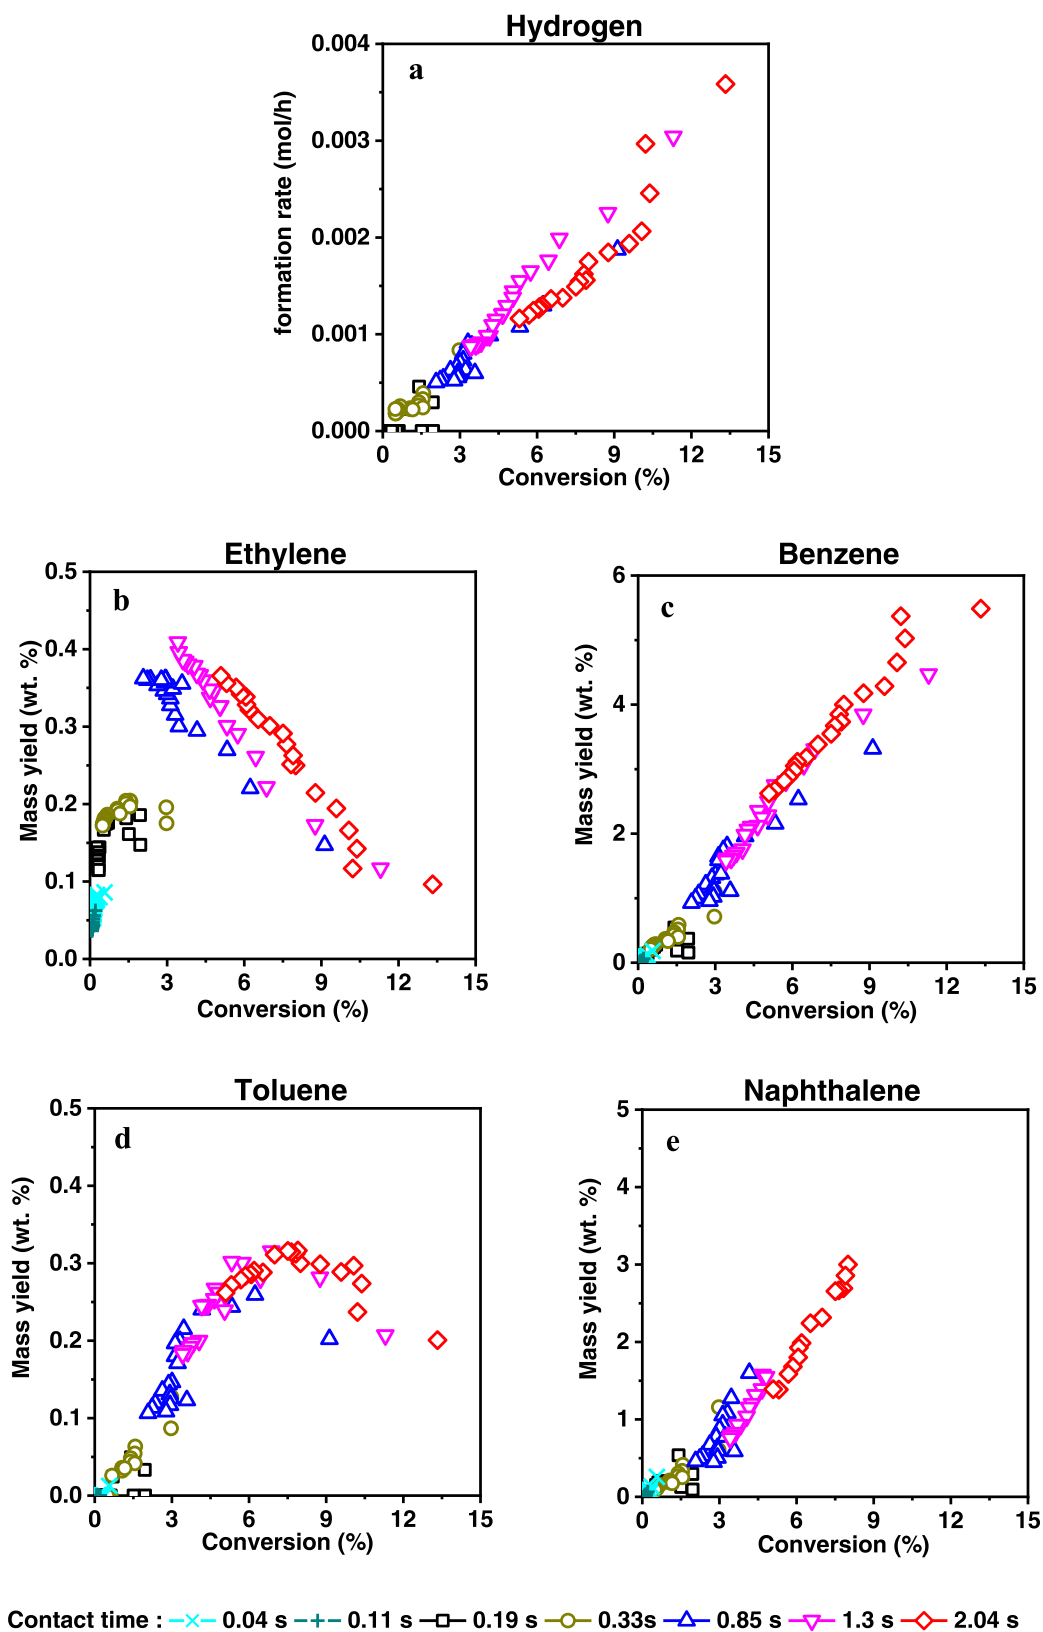 Hydrogen
a
formation rate (mol/h)
0.004
0.003
0.002
0.001
0.000
0 3 6 9 12 15
Conversion (%)
Ethylene
b
Mass yield (wt. %)
0.5
0.4
0.3
0.2
0.1
0.0
0 3 6 9 12 15
Conversion (%)
Benzene
c
Mass yield (wt. %)
6
4
2
0
0 3 6 9 12 15
Conversion (%)
Toluene
d
Mass yield (wt. %)
0.5
0.4
0.3
0.2
0.1
0.0
0 3 6 9 12 15
Conversion (%)
Naphthalene
e
Mass yield (wt. %)
5
4
3
2
1
0
0 3 6 9 12 15
Conversion (%)
Contact time : 0.04 s 0.11 s 0.19 s 0.33s 0.85 s 1.3 s 2.04 s